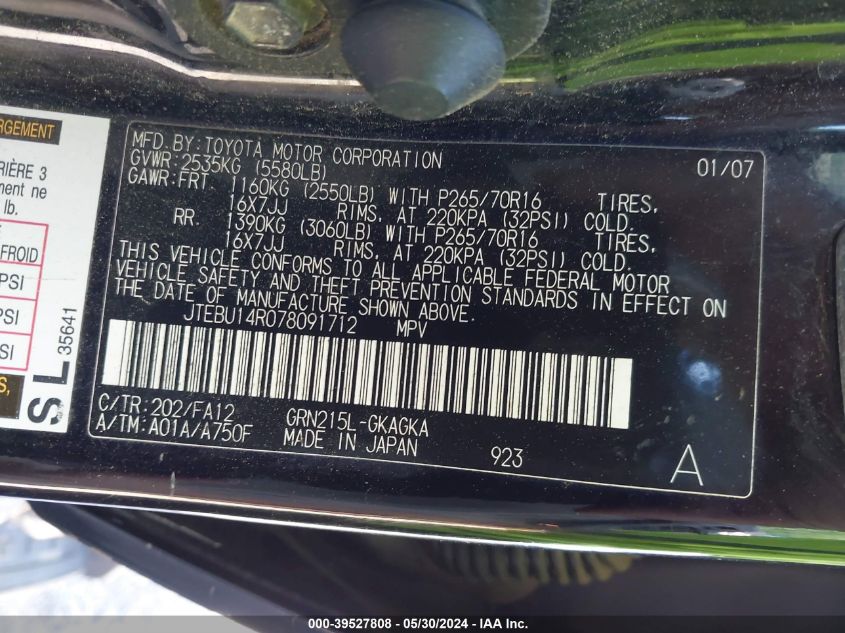 RGEMENT
RIÈRE 3
ment ne
lb.
FROID
PSI
PSI
SI
S,
SL
35641
MFD.BY:TOYOTA MOTOR CORPORATION 01/07
GVWR:2535KG (5580LB)
GAWR:FRT 1160KG (2550LB) WITH P265/70R16 TIRES,
16X7JJ RIMS, AT 220KPA (32PSI) COLD.
RR. 1390KG (3060LB) WITH P265/70R16 TIRES,
16X7JJ RIMS, AT 220KPA (32PSI) COLD.
THIS VEHICLE CONFORMS TO ALL APPLICABLE FEDERAL MOTOR
VEHICLE SAFETY AND THEFT PREVENTION STANDARDS IN EFFECT ON
THE DATE OF MANUFACTURE SHOWN ABOVE.
JTEBU14R078091712 MPV
C/TR:202/FA12 GRN215L-GKAGKA
A/TM:A01A/A750F MADE IN JAPAN 923 A
000-39527808 - 05/30/2024 - IAA Inc.